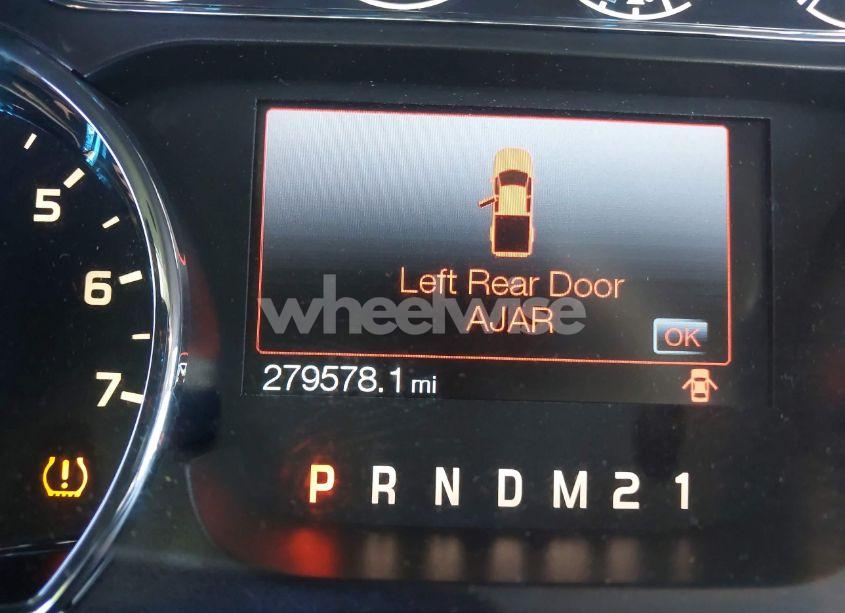 5
6
7
Left Rear Door
AJAR
OK
wheelwise
279578.1 mi
P R N D M 2 1